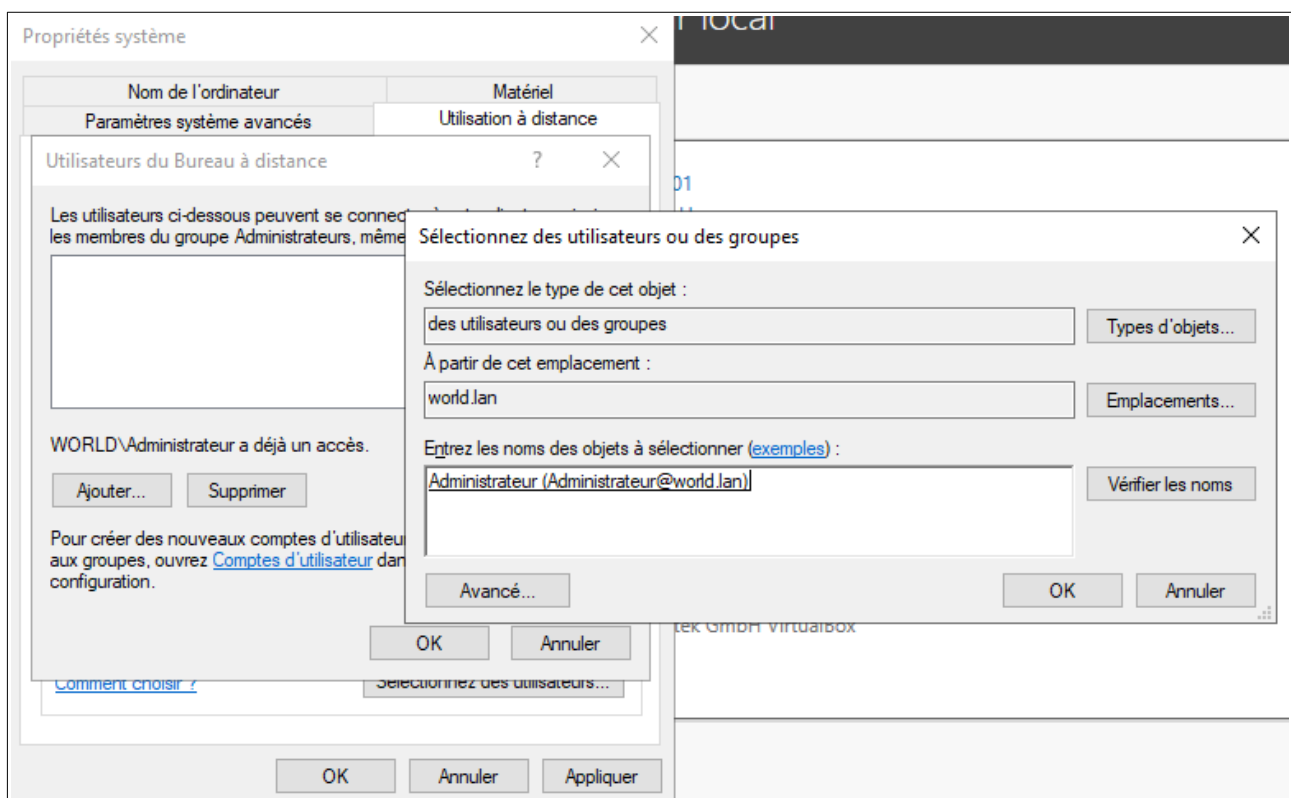 Propriétés système
r local
Nom de l'ordinateur
Matériel
Paramètres système avancés
Utilisation à distance
Utilisateurs du Bureau à distance
?
01
Les utilisateurs ci-dessous peuvent se
les membres du groupe Administrateurs, même
Sélectionnez des utilisateurs ou des groupes
Sélectionnez le type de cet objet :
des utilisateurs ou des groupes
Types d'objets...
À partir de cet emplacement :
world.lan
Emplacements...
WORLD\Administrateur a déjà un accès.
Entrez les noms des objets à sélectionner (exemples) :
Administrateur (Administrateur@world.lan)
Vérifier les noms
Ajouter...
Supprimer
Pour créer des nouveaux comptes d'utilisateur
aux groupes, ouvrez Comptes d'utilisateur dan
configuration.
Avancé...
OK
Annuler
tek GmbH VirtualBox
OK
Annuler
Comment choisir ?
Sélectionnez des utilisateurs...
OK
Annuler
Appliquer